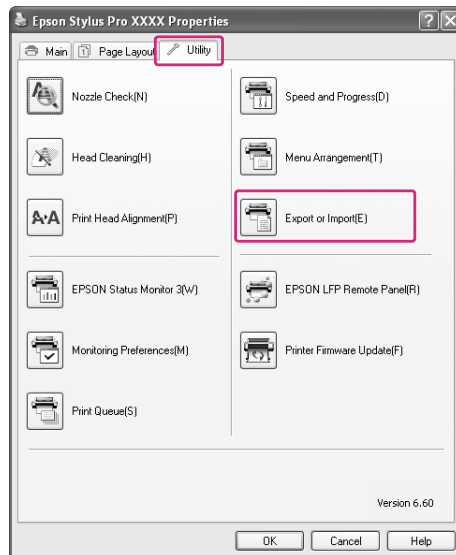 Epson Stylus Pro XXXX Properties
Main
Page Layout
Utility
Nozzle Check(N)
Speed and Progress(D)
Head Cleaning(H)
Menu Arrangement(T)
A A
Print Head Alignment(P)
Export or Import(E)
EPSON Status Monitor 3(W)
EPSON LFP Remote Panel(R)
Monitoring Preferences(M)
Printer Firmware Update(F)
Print Queue(S)
Version 6.60
OK
Cancel
Help